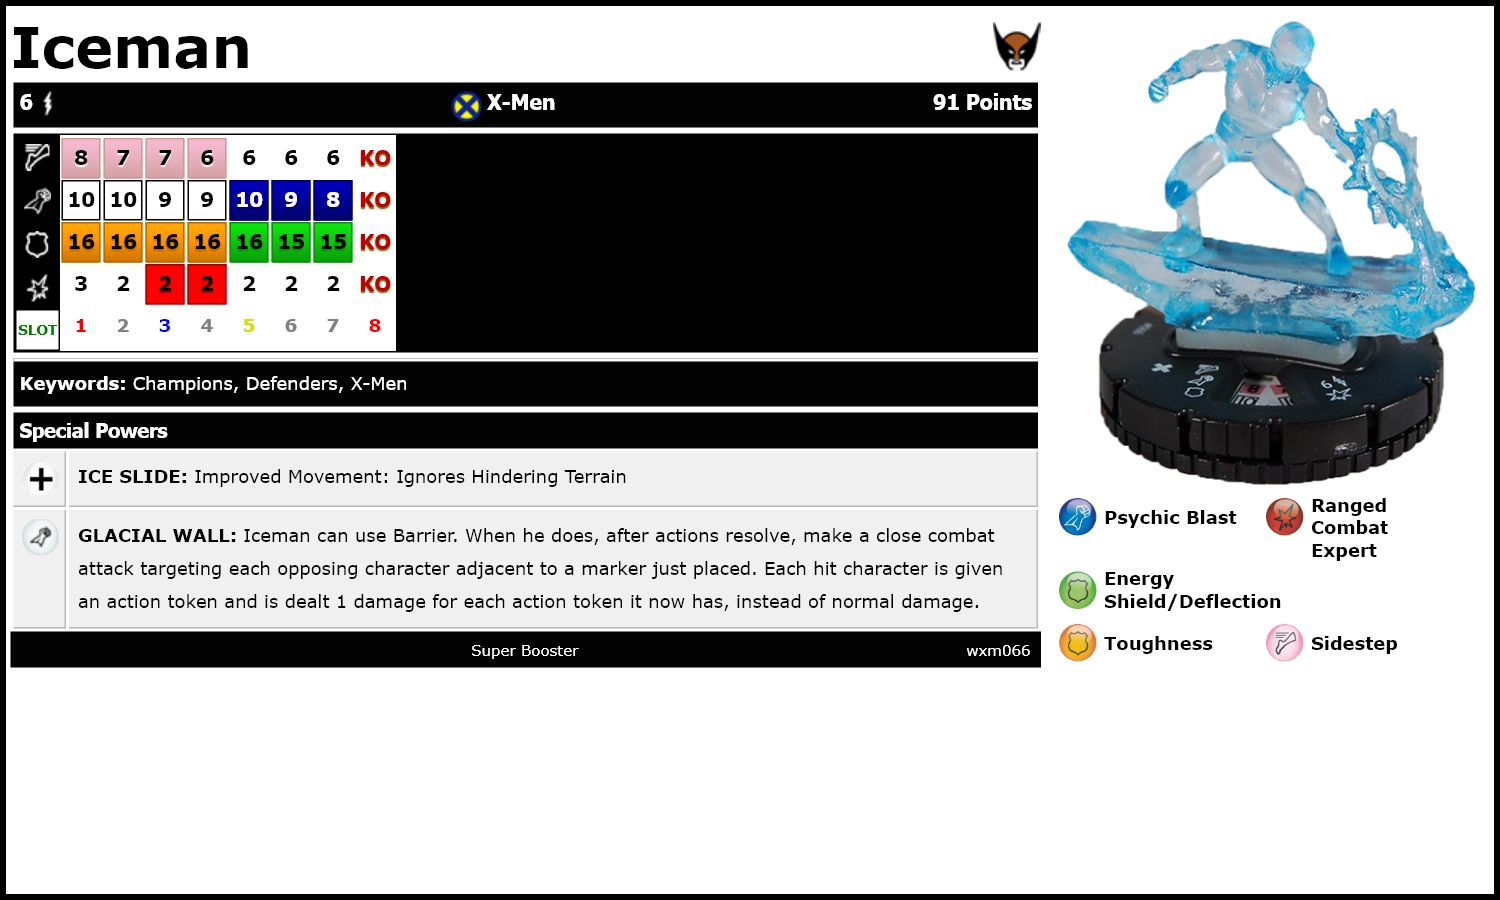 Iceman
6 X-Men 91 Points
8 7 7 6 6 6 6 KO
10 10 9 9 10 9 8 KO
16 16 16 16 16 15 15 KO
3 2 2 2 2 2 2 KO
SLOT 1 2 3 4 5 6 7 8
Keywords: Champions, Defenders, X-Men
Special Powers
+ ICE SLIDE: Improved Movement: Ignores Hindering Terrain
GLACIAL WALL: Iceman can use Barrier. When he does, after actions resolve, make a close combat
attack targeting each opposing character adjacent to a marker just placed. Each hit character is given
an action token and is dealt 1 damage for each action token it now has, instead of normal damage.
Super Booster wxm066
6
Psychic Blast
Ranged
Combat
Expert
Energy
Shield/Deflection
Toughness
Sidestep